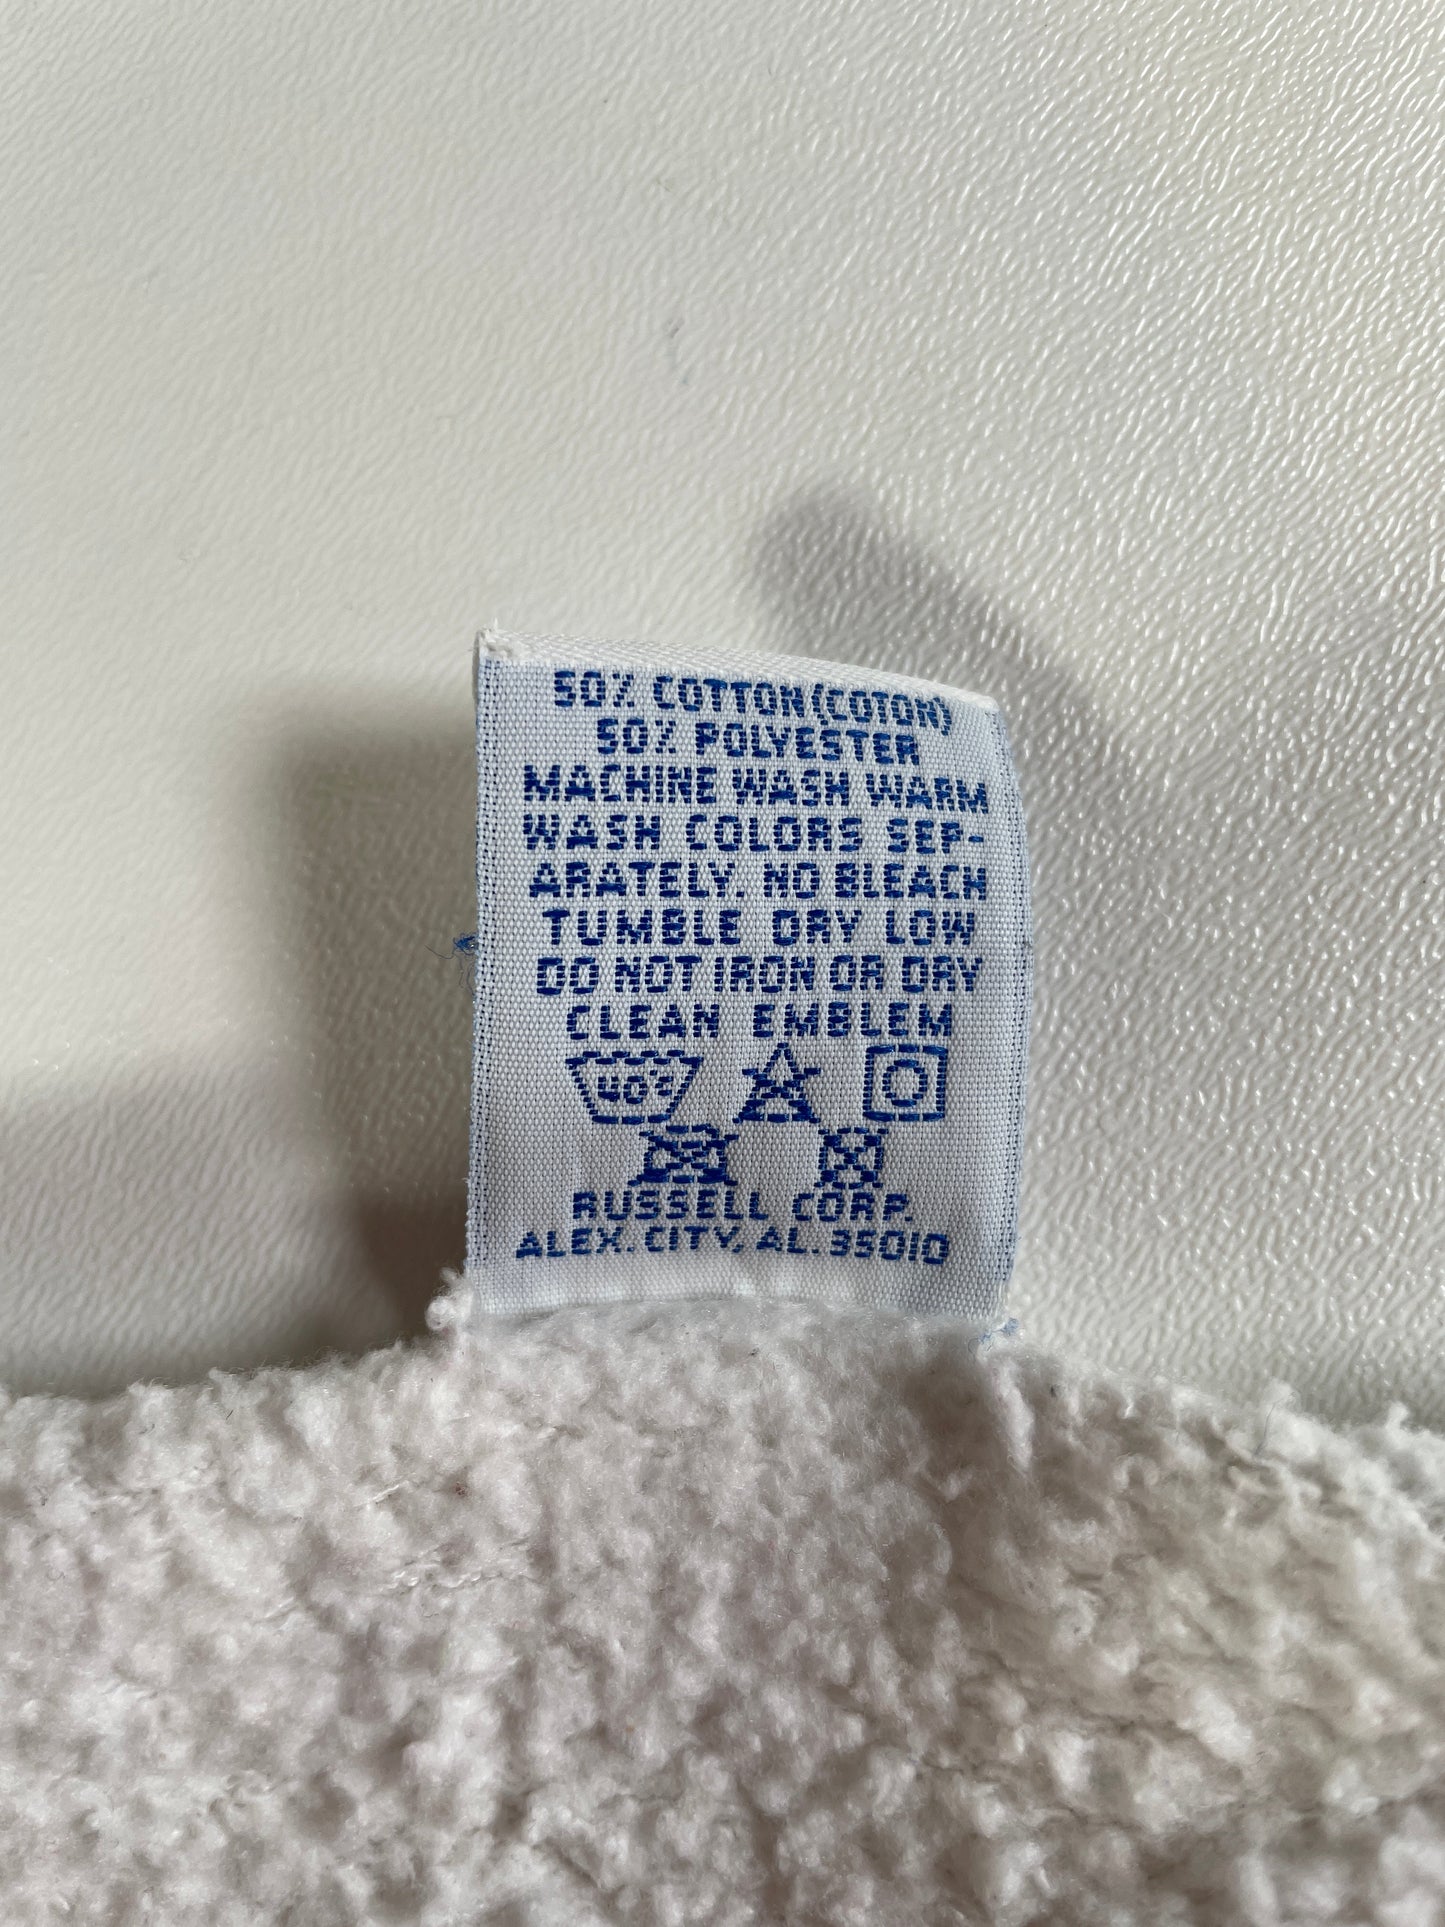 50% COTTON (COTON)
50% POLYESTER
MACHINE WASH WARM
WASH COLORS SEP-
ARATELY. NO BLEACH
TUMBLE DRY LOW
DO NOT IRON OR DRY
CLEAN EMBLEM
40°C
RUSSELL CORP.
ALEX. CITY, AL. 35010